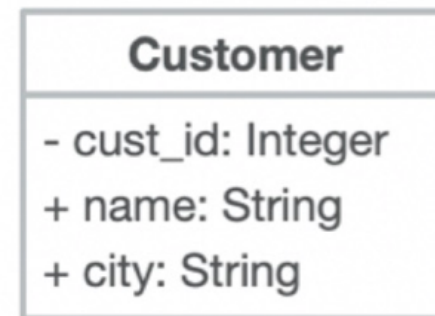 Customer
- cust_id: Integer
+ name: String
+ city: String